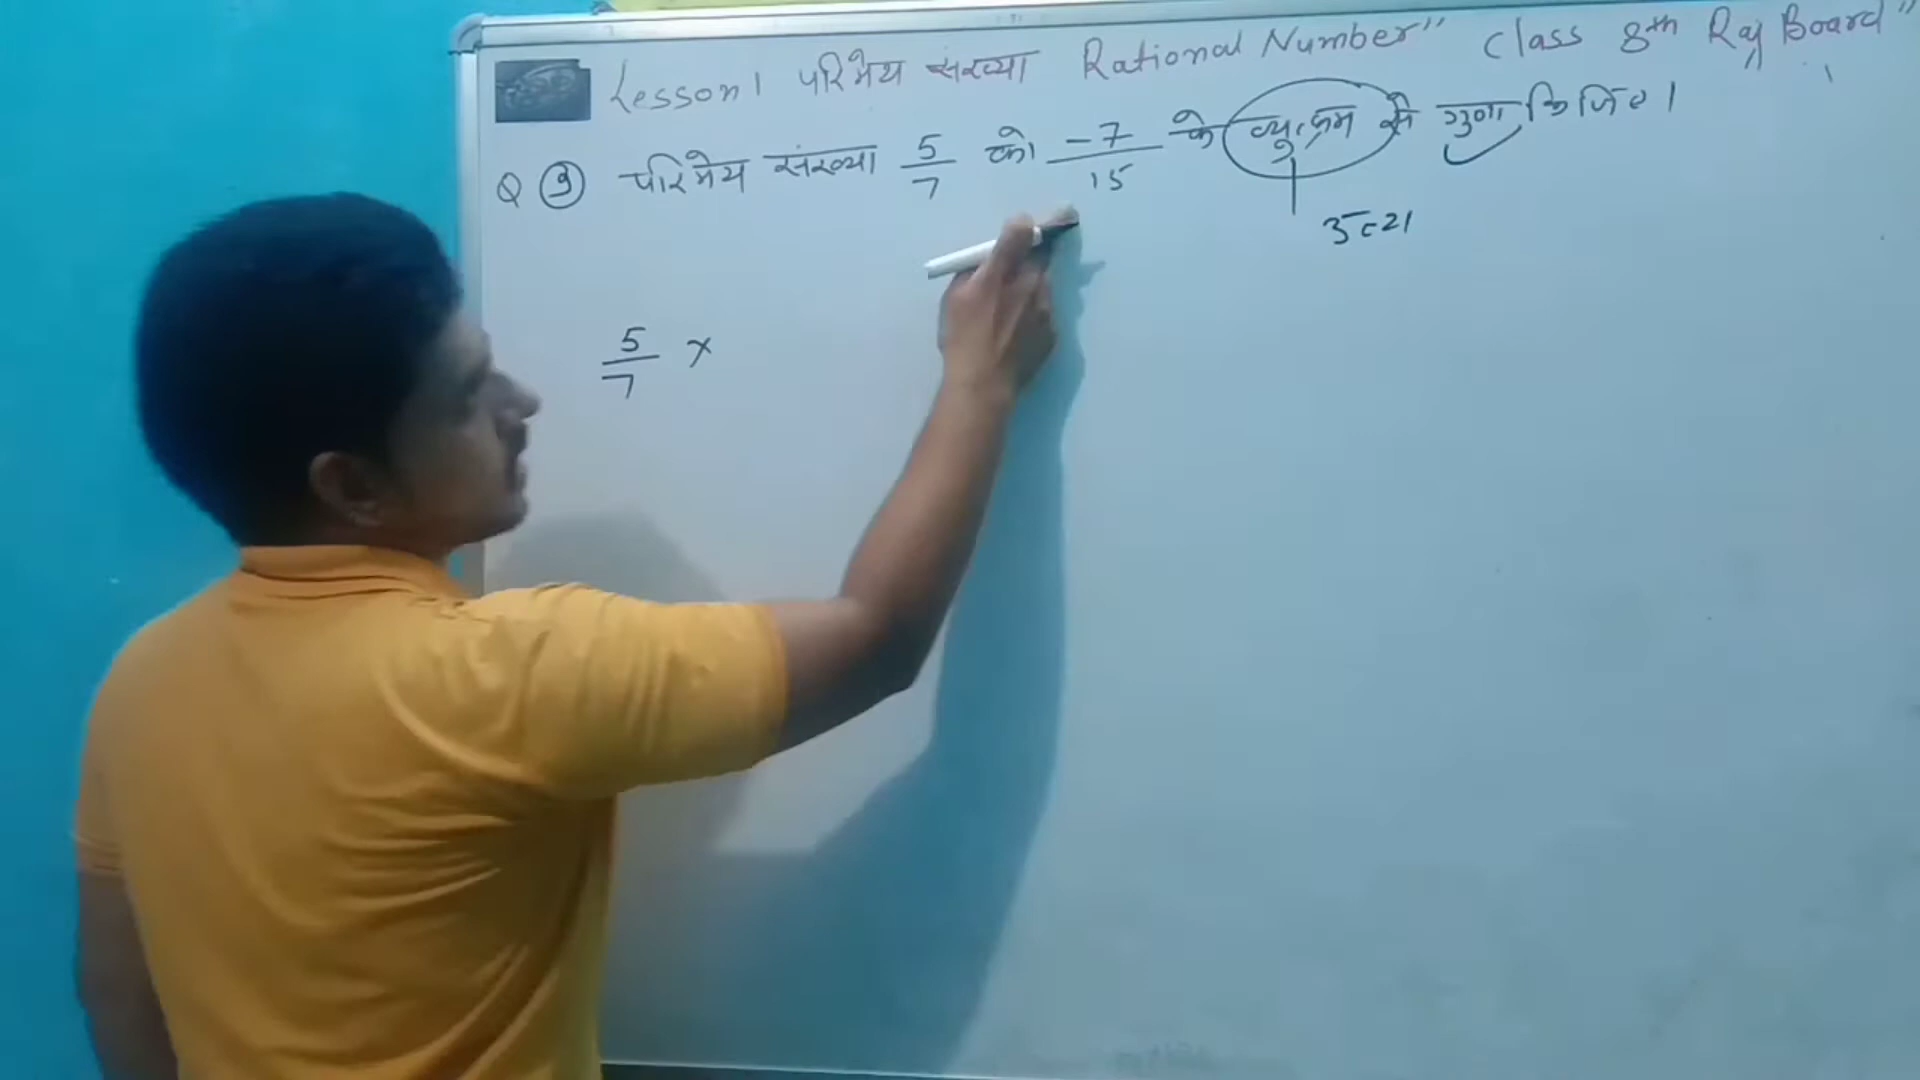 Lesson 1 परिमेय संख्या Rational Number" Class 8th Raj Board"
Q 9 परिमेय संख्या 5/7 को -7/15 के व्युत्क्रम से गुणा किजिए।
उल्टा
5/7 ×